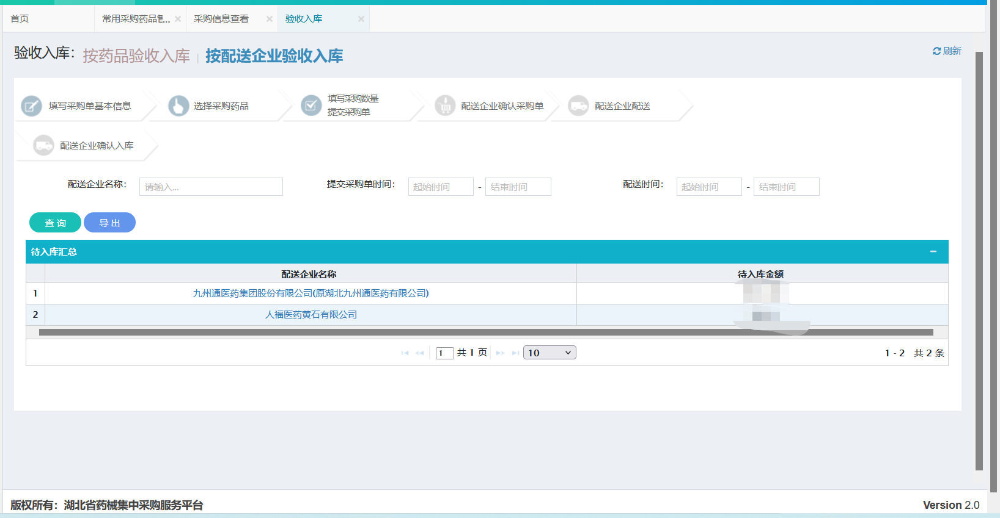 首页 常用采购药品管... 采购信息查看 验收入库
验收入库： 按药品验收入库 | 按配送企业验收入库 刷新
填写采购单基本信息 选择采购药品 填写采购数量 提交采购单 配送企业确认采购单 配送企业配送
配送企业确认入库
配送企业名称： 请输入... 提交采购单时间： 起始时间 - 结束时间 配送时间： 起始时间 - 结束时间
查 询 导 出
待入库汇总
配送企业名称 待入库金额
1 九州通医药集团股份有限公司(原湖北九州通医药有限公司)
2 人福医药黄石有限公司
1 共 1 页 10 1 - 2 共 2 条
版权所有：湖北省药械集中采购服务平台 Version 2.0